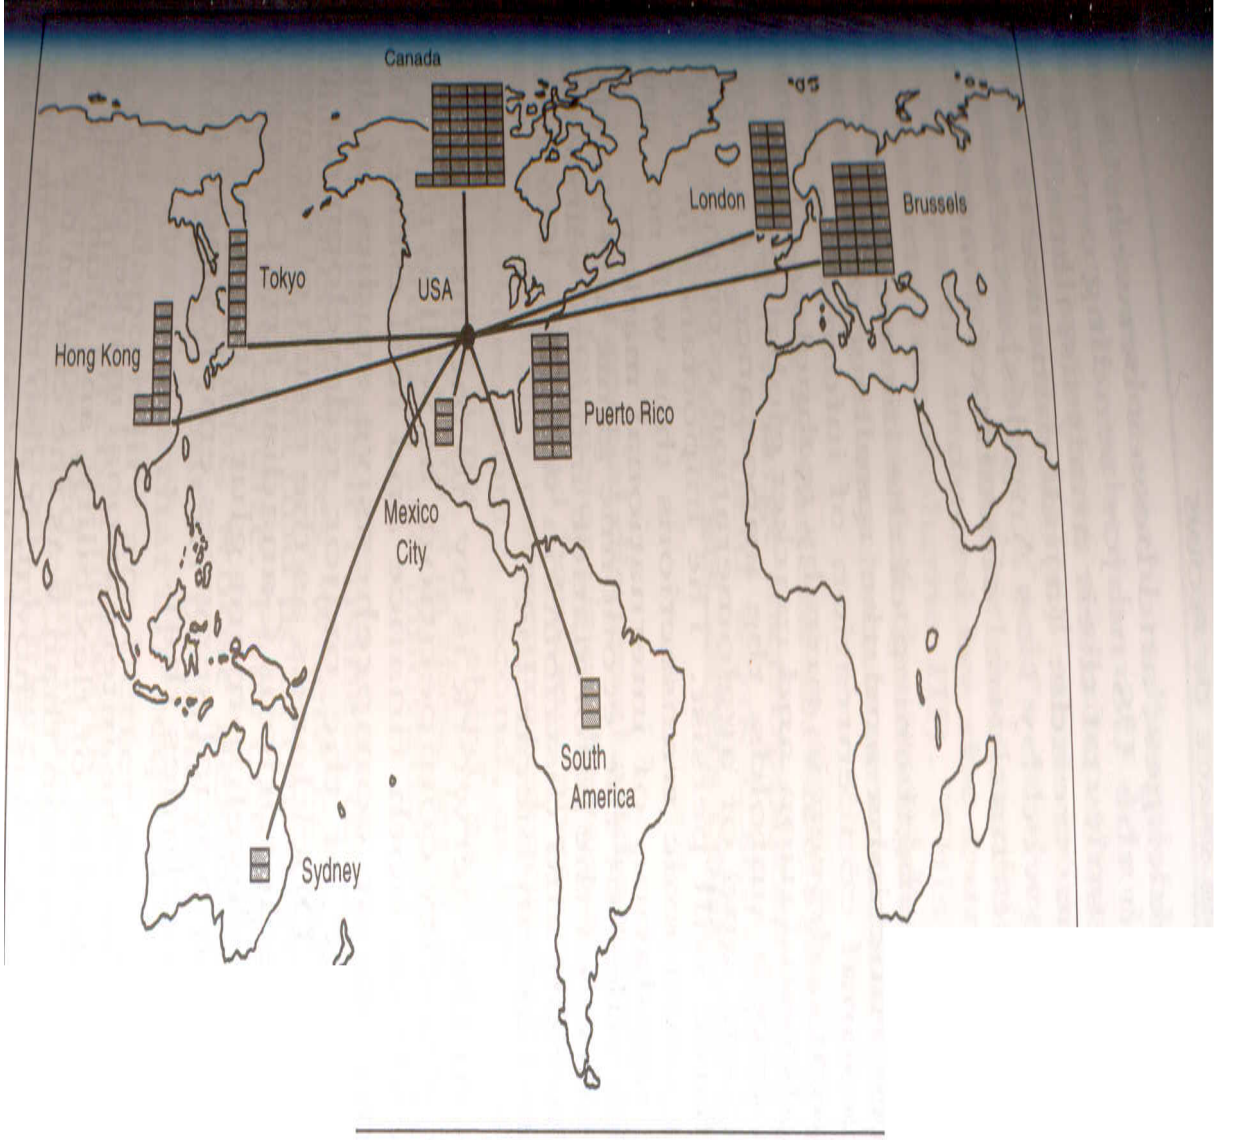 Canada
London
Brussels
Tokyo
USA
Hong Kong
Puerto Rico
Mexico
City
South
America
Sydney